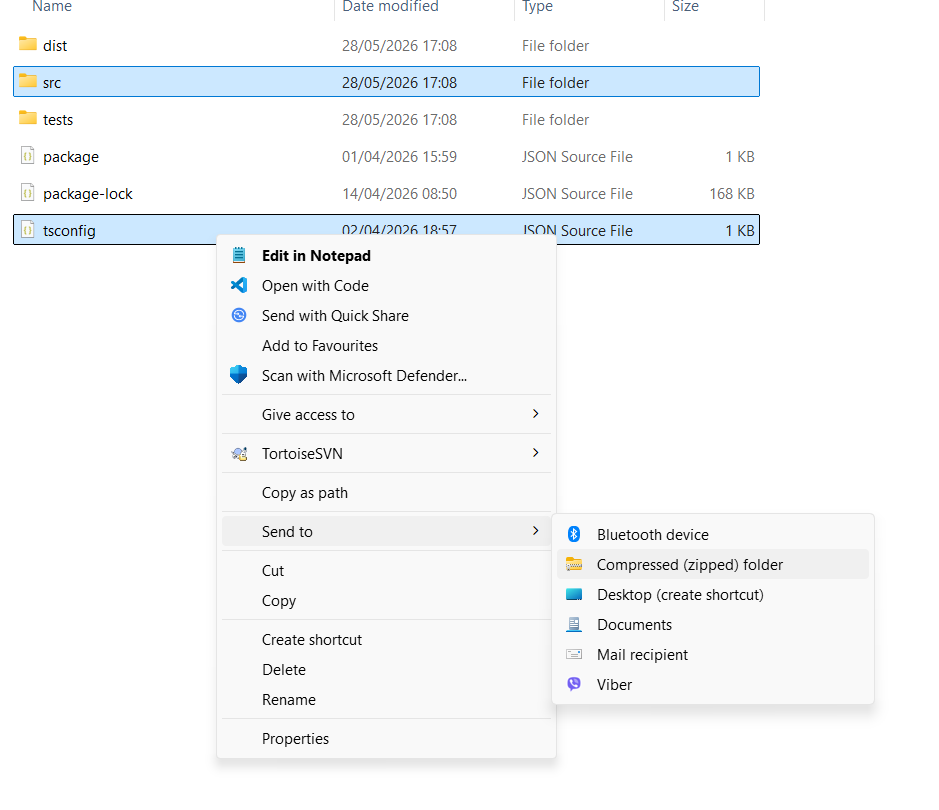 Name Date modified Type Size
dist 28/05/2026 17:08 File folder
src 28/05/2026 17:08 File folder
tests 28/05/2026 17:08 File folder
package 01/04/2026 15:59 JSON Source File 1 KB
package-lock 14/04/2026 08:50 JSON Source File 168 KB
tsconfig 02/04/2026 18:57 JSON Source File 1 KB
Edit in Notepad
Open with Code
Send with Quick Share
Add to Favourites
Scan with Microsoft Defender...
Give access to
TortoiseSVN
Copy as path
Send to
Cut
Copy
Create shortcut
Delete
Rename
Properties
Bluetooth device
Compressed (zipped) folder
Desktop (create shortcut)
Documents
Mail recipient
Viber